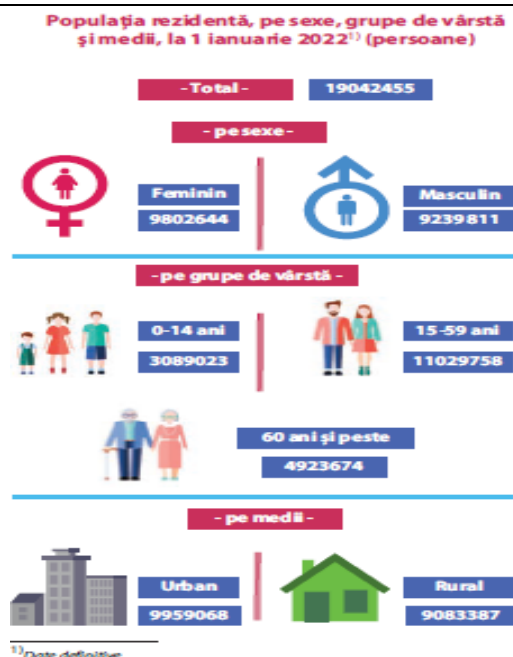 Populația rezidentă, pe sexe, grupe de vârstă
și medii, la 1 ianuarie 2022¹⁾ (persoane)
- Total - 19042455
- pe sexe -
Feminin Masculin
9802644 9239811
- pe grupe de vârstă -
0-14 ani 15-59 ani
3089023 11029758
60 ani și peste
4923674
- pe medii -
Urban Rural
9959068 9083387
¹⁾Date definitive